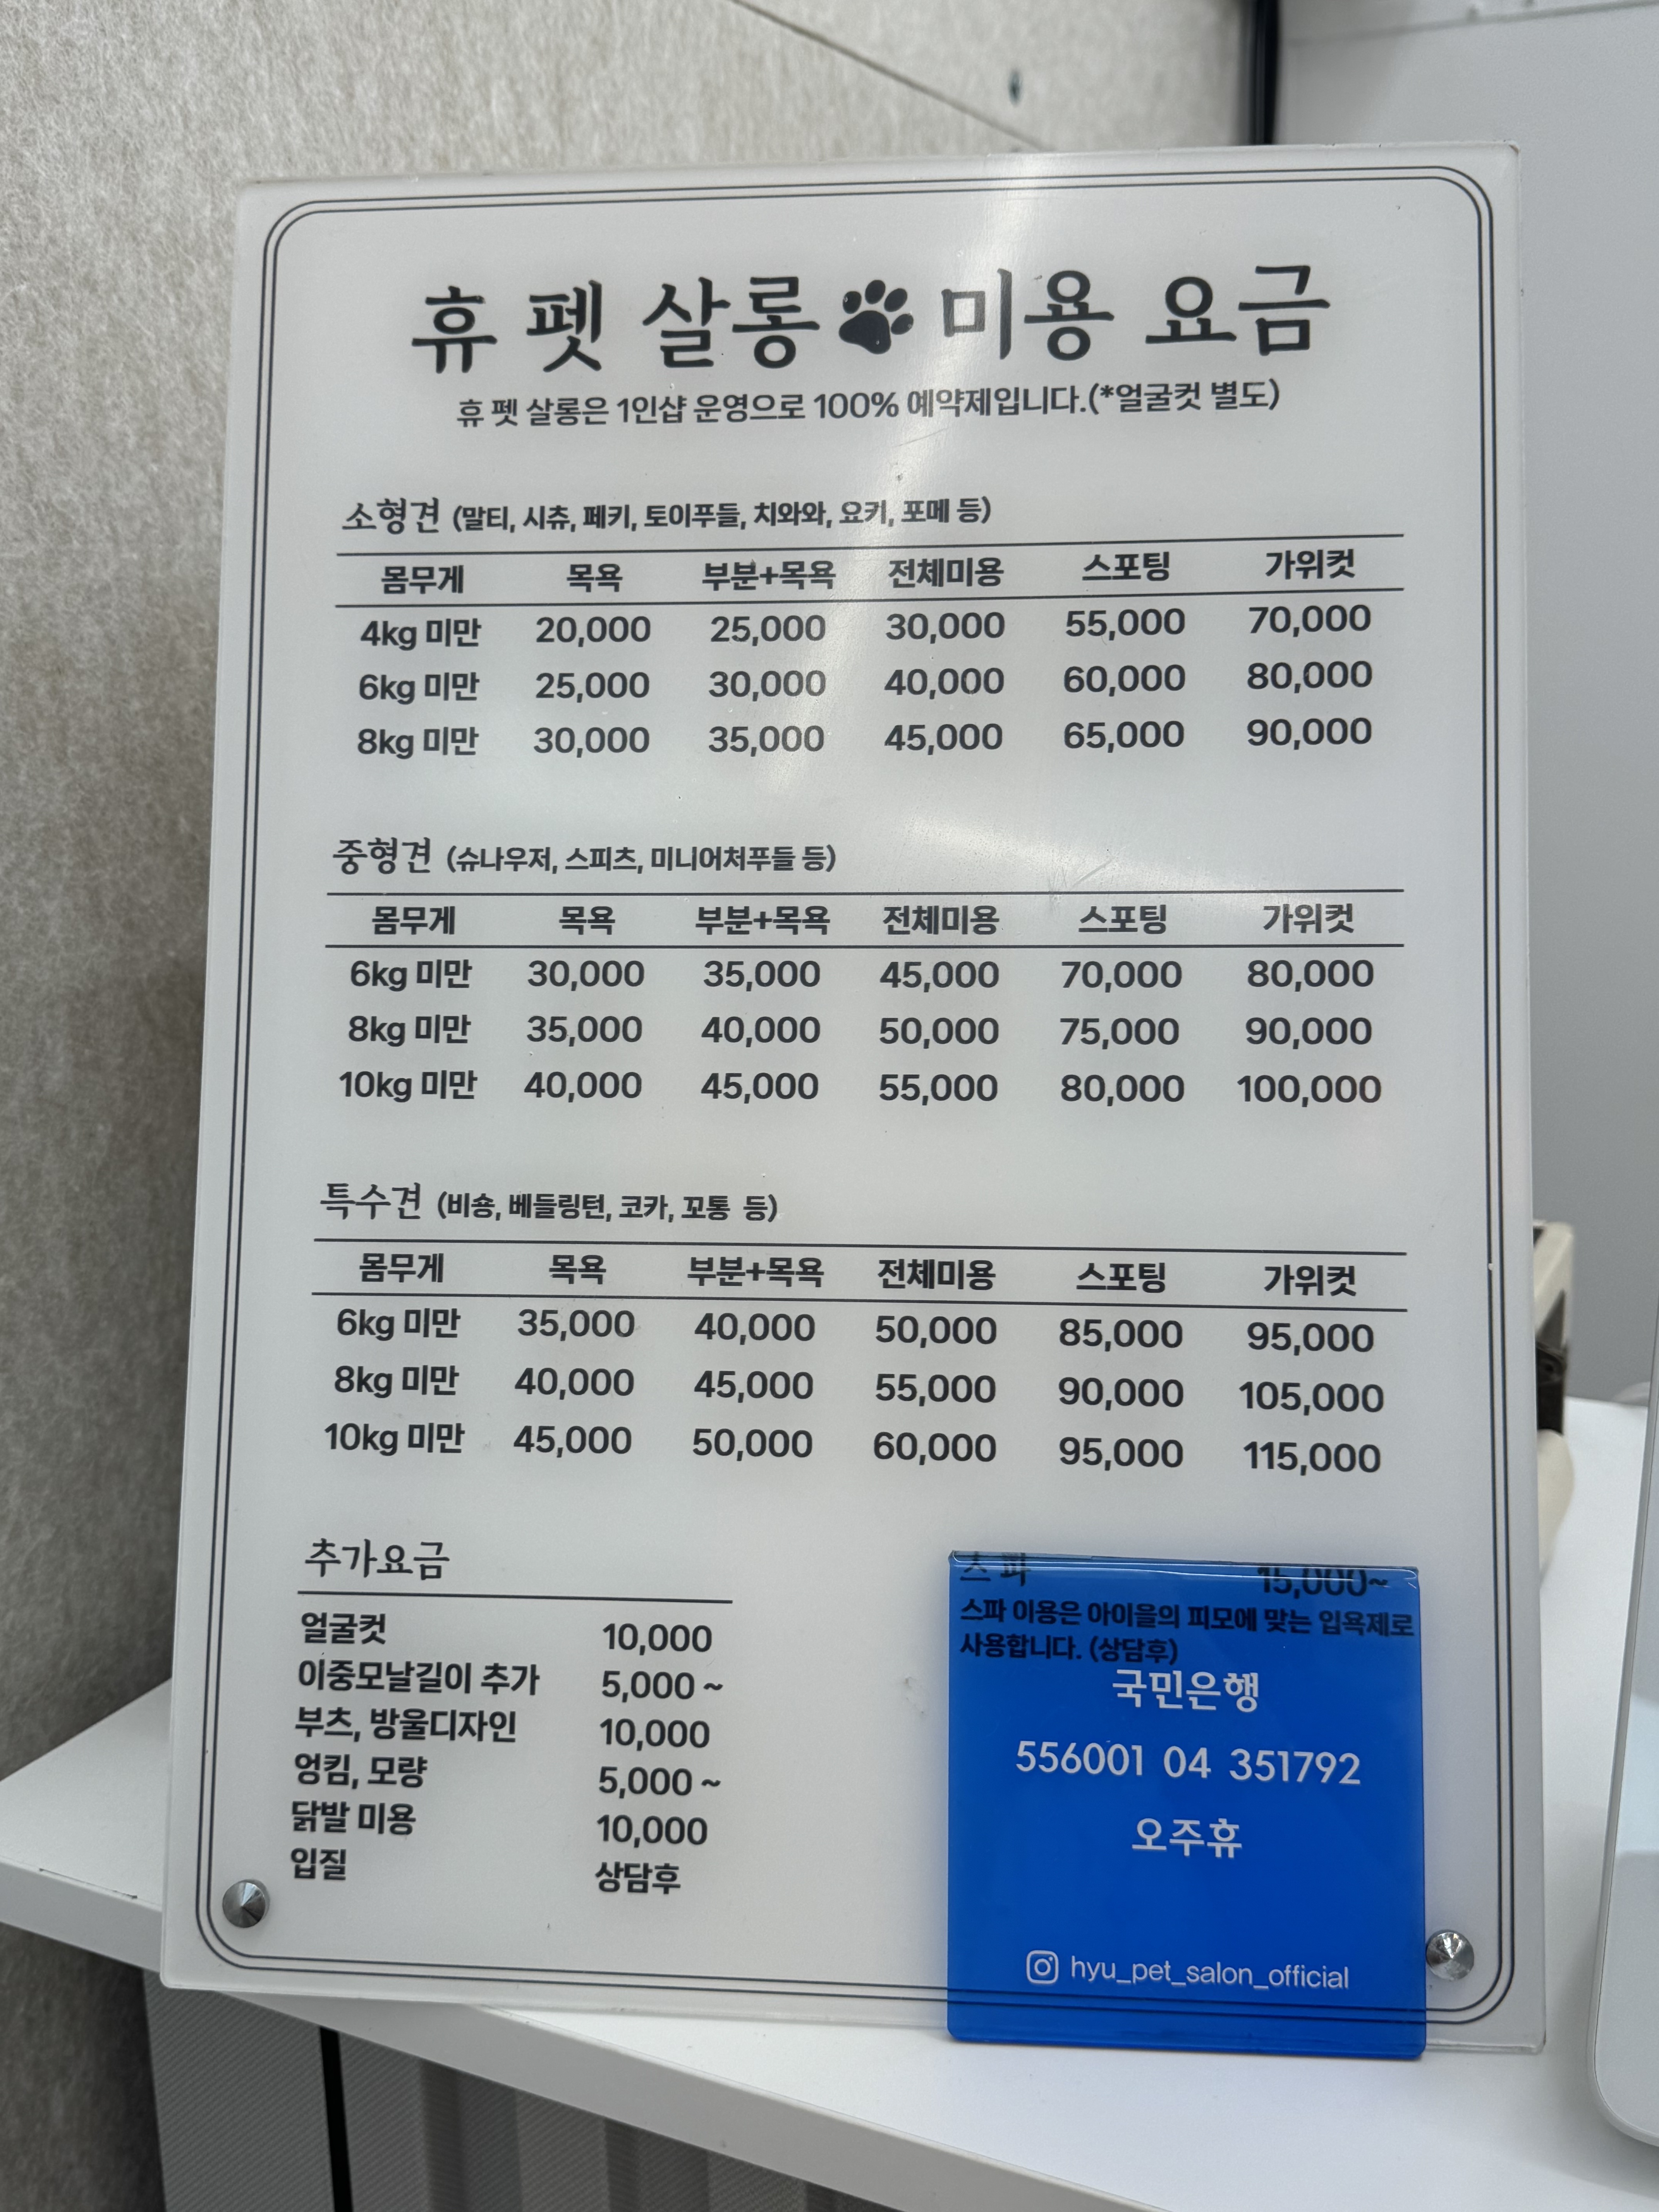 휴 펫 살롱 미용 요금
휴 펫 살롱은 1인샵 운영으로 100% 예약제입니다.(*얼굴컷 별도)
소형견 (말티, 시츄, 페키, 토이푸들, 치와와, 요키, 포메 등)
몸무게 목욕 부분+목욕 전체미용 스포팅 가위컷
4kg 미만 20,000 25,000 30,000 55,000 70,000
6kg 미만 25,000 30,000 40,000 60,000 80,000
8kg 미만 30,000 35,000 45,000 65,000 90,000
중형견 (슈나우저, 스피츠, 미니어처푸들 등)
몸무게 목욕 부분+목욕 전체미용 스포팅 가위컷
6kg 미만 30,000 35,000 45,000 70,000 80,000
8kg 미만 35,000 40,000 50,000 75,000 90,000
10kg 미만 40,000 45,000 55,000 80,000 100,000
특수견 (비숑, 베들링턴, 코카, 꼬통 등)
몸무게 목욕 부분+목욕 전체미용 스포팅 가위컷
6kg 미만 35,000 40,000 50,000 85,000 95,000
8kg 미만 40,000 45,000 55,000 90,000 105,000
10kg 미만 45,000 50,000 60,000 95,000 115,000
추가요금
얼굴컷 10,000
이중모날길이 추가 5,000 ~
부츠, 방울디자인 10,000
엉킴, 모량 5,000 ~
닭발 미용 10,000
입질 상담후
스파 15,000~
스파 이용은 아이을의 피모에 맞는 입욕제로
사용합니다. (상담후)
국민은행
556001 04 351792
오주휴
hyu_pet_salon_official